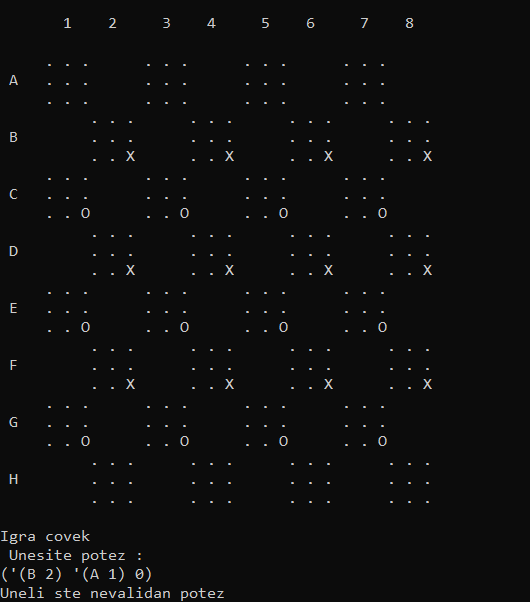 1 2 3 4 5 6 7 8
. . . . . . . . . . . .
A . . . . . . . . . . . .
. . . . . . . . . . . .
. . . . . . . . . . . .
B . . . . . . . . . . . .
. . X . . X . . X . . X
. . . . . . . . . . . .
C . . . . . . . . . . . .
. . O . . O . . O . . O
. . . . . . . . . . . .
D . . . . . . . . . . . .
. . X . . X . . X . . X
. . . . . . . . . . . .
E . . . . . . . . . . . .
. . O . . O . . O . . O
. . . . . . . . . . . .
F . . . . . . . . . . . .
. . X . . X . . X . . X
. . . . . . . . . . . .
G . . . . . . . . . . . .
. . O . . O . . O . . O
. . . . . . . . . . . .
H . . . . . . . . . . . .
. . . . . . . . . . . .
Igra covek
Unesite potez :
('(B 2) '(A 1) 0)
Uneli ste nevalidan potez